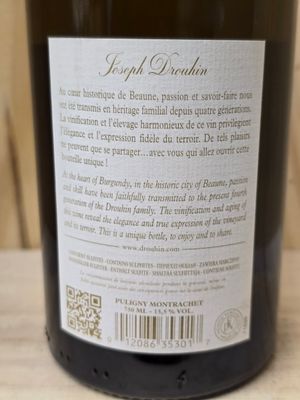 Joseph Drouhin
Au cœur historique de Beaune, passion et savoir-faire nous
ont été transmis en héritage familial depuis quatre générations.
La vinification et l'élevage harmonieux de ce vin privilégient
l'élégance et l'expression fidèle du terroir. De tels plaisirs
ne peuvent que se partager...avec vous qui allez ouvrir cette
bouteille unique !
At the heart of Burgundy, in the historic city of Beaune, passion
and skill have been faithfully transmitted to the present fourth
generation of the Drouhin family. The vinification and aging of
this wine reveal the elegance and true expression of the vineyard
and its terroir. This is a unique bottle, to enjoy and to share.
www.drouhin.com
CONTAINS SULPHITES
PULIGNY MONTRACHET
750 ML - 13,5 % VOL.
0 12086 35301 7